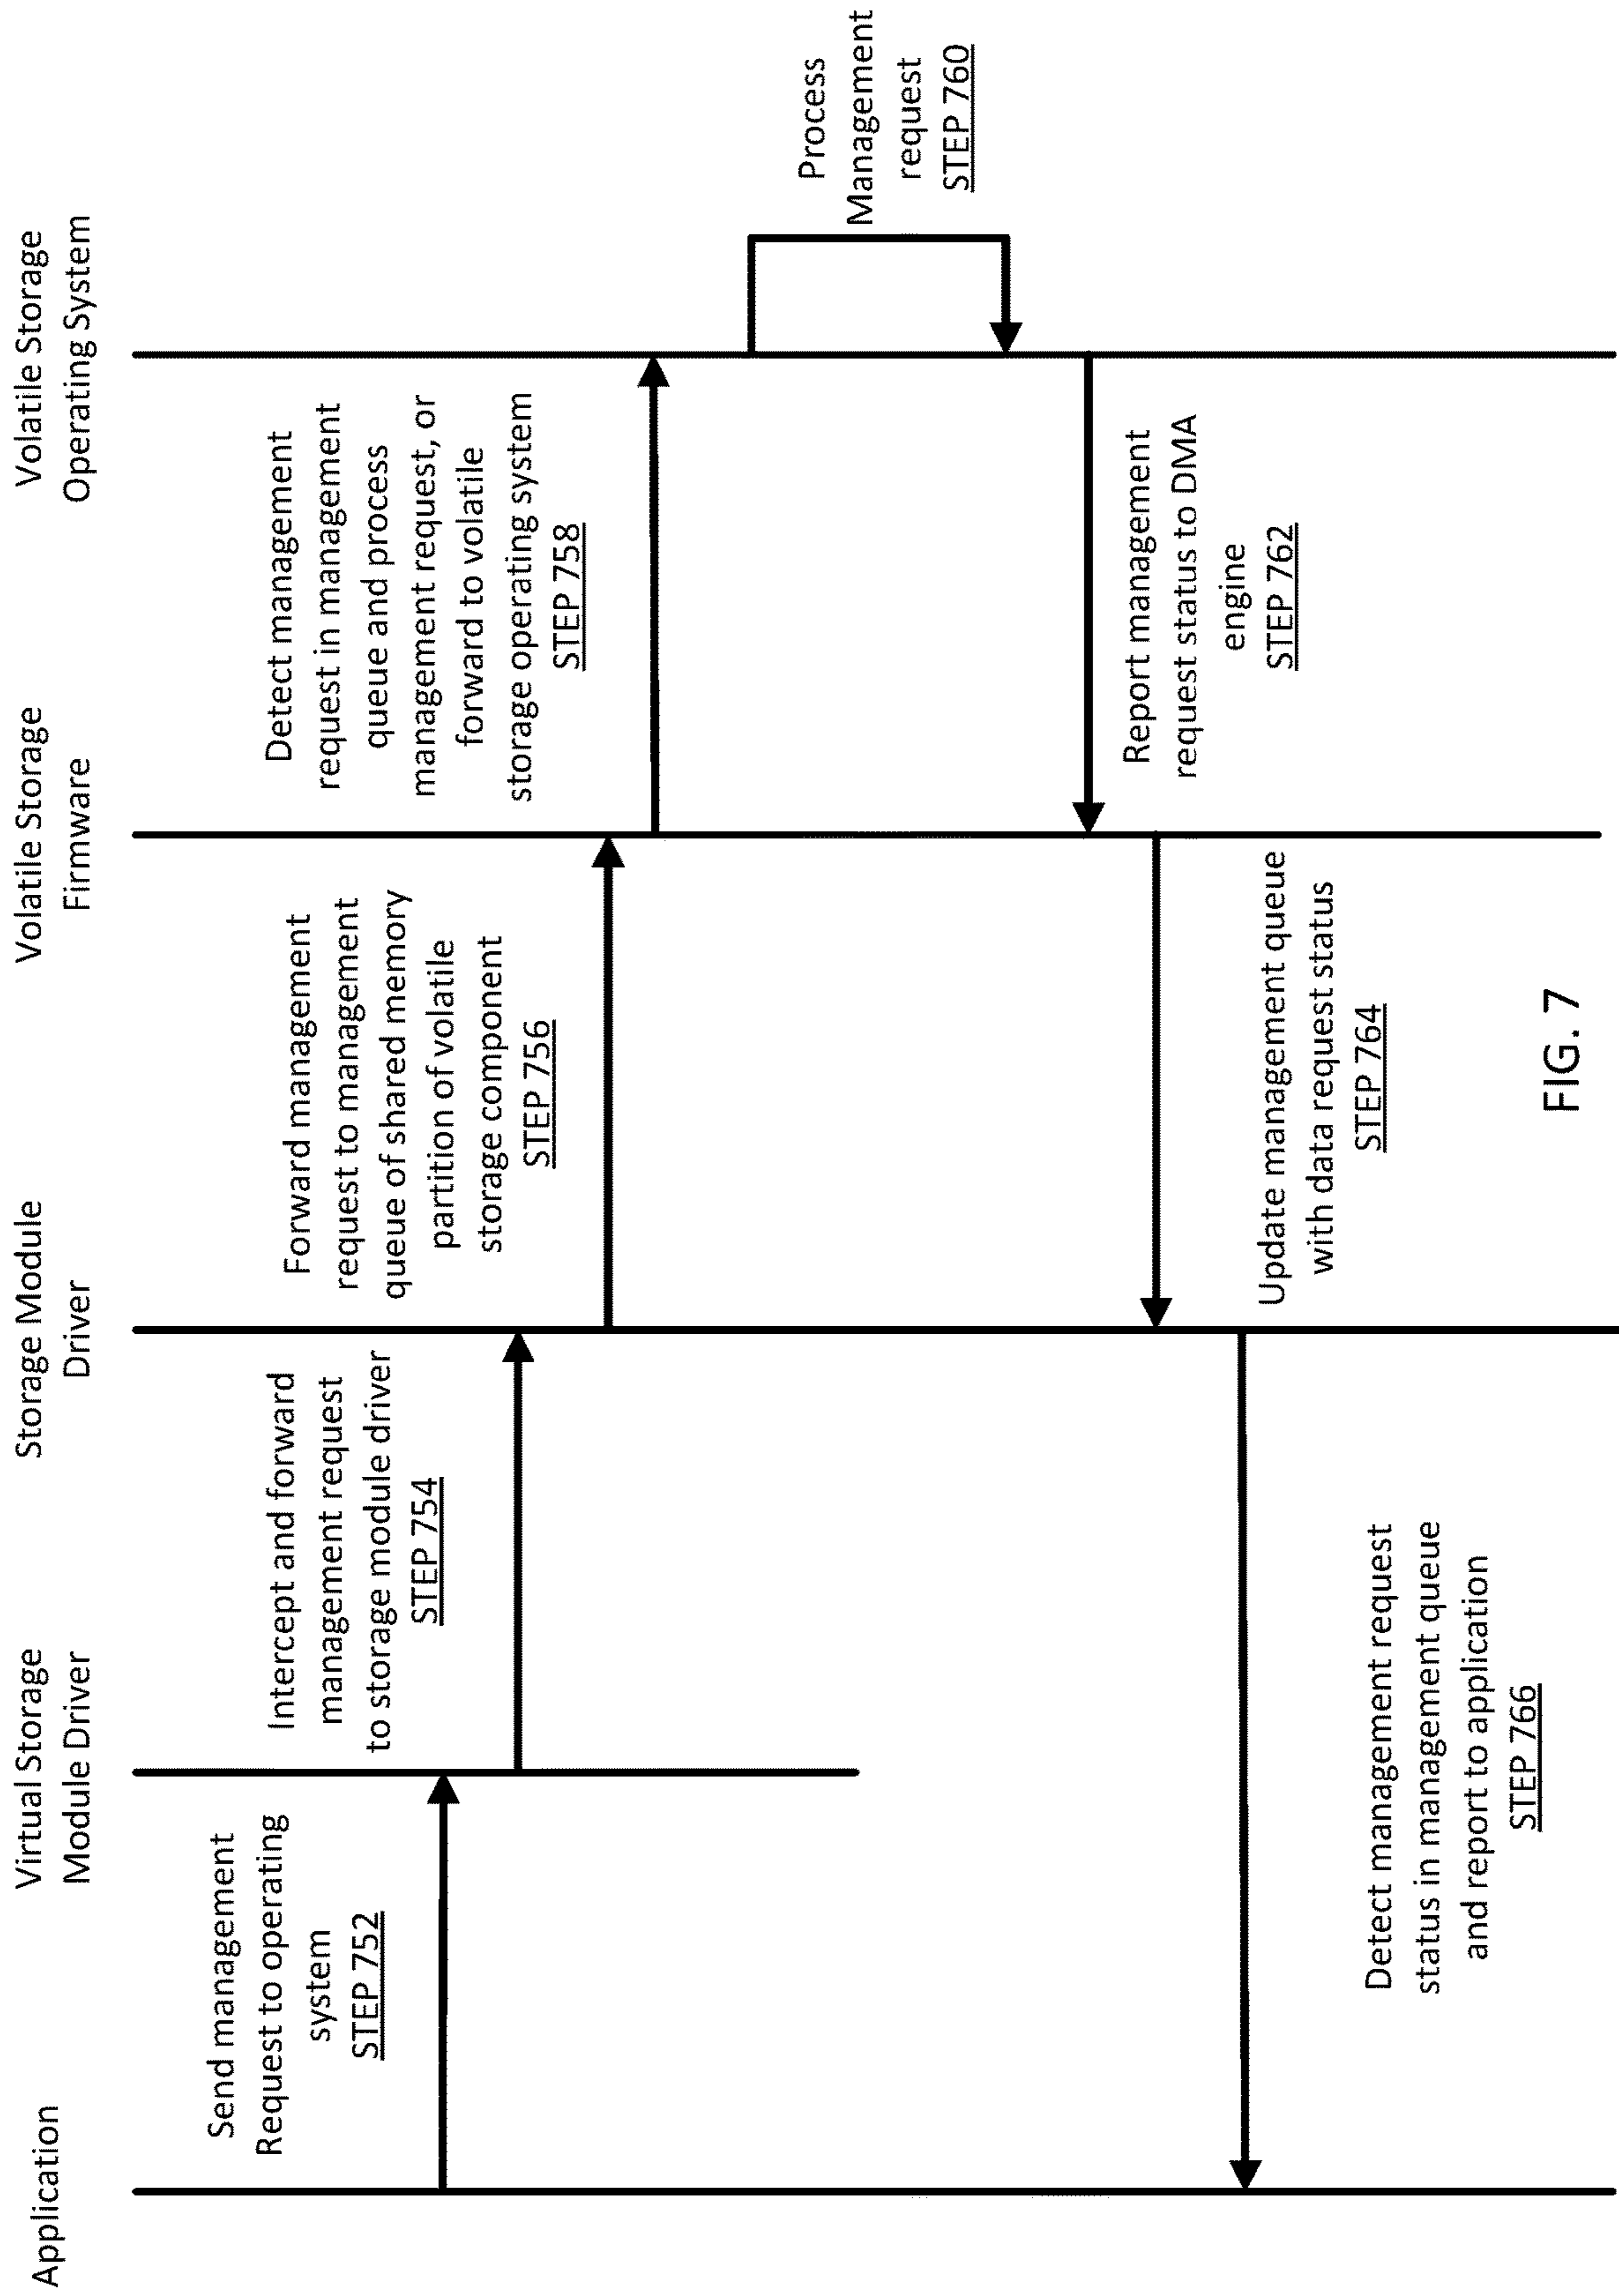 Application
Virtual Storage
Module Driver
Storage Module
Driver
Volatile Storage
Firmware
Volatile Storage
Operating System
Send management
Request to operating
system
STEP 752
Intercept and forward
management request
to storage module driver
STEP 754
Forward management
request to management
queue of shared memory
partition of volatile
storage component
STEP 756
Detect management
request in management
queue and process
management request, or
forward to volatile
storage operating system
STEP 758
Process
Management
request
STEP 760
Report management
request status to DMA
engine
STEP 762
Update management queue
with data request status
STEP 764
Detect management request
status in management queue
and report to application
STEP 766
FIG. 7